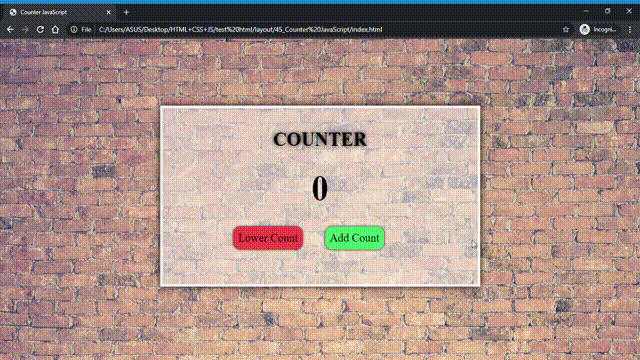 Counter JavaScript
File C:/Users/ASUS/Desktop/HTML+CSS+JS/test%20html/layout/45_Counter%20JavaScript/index.html Incogni...
COUNTER
0
Lower Count Add Count